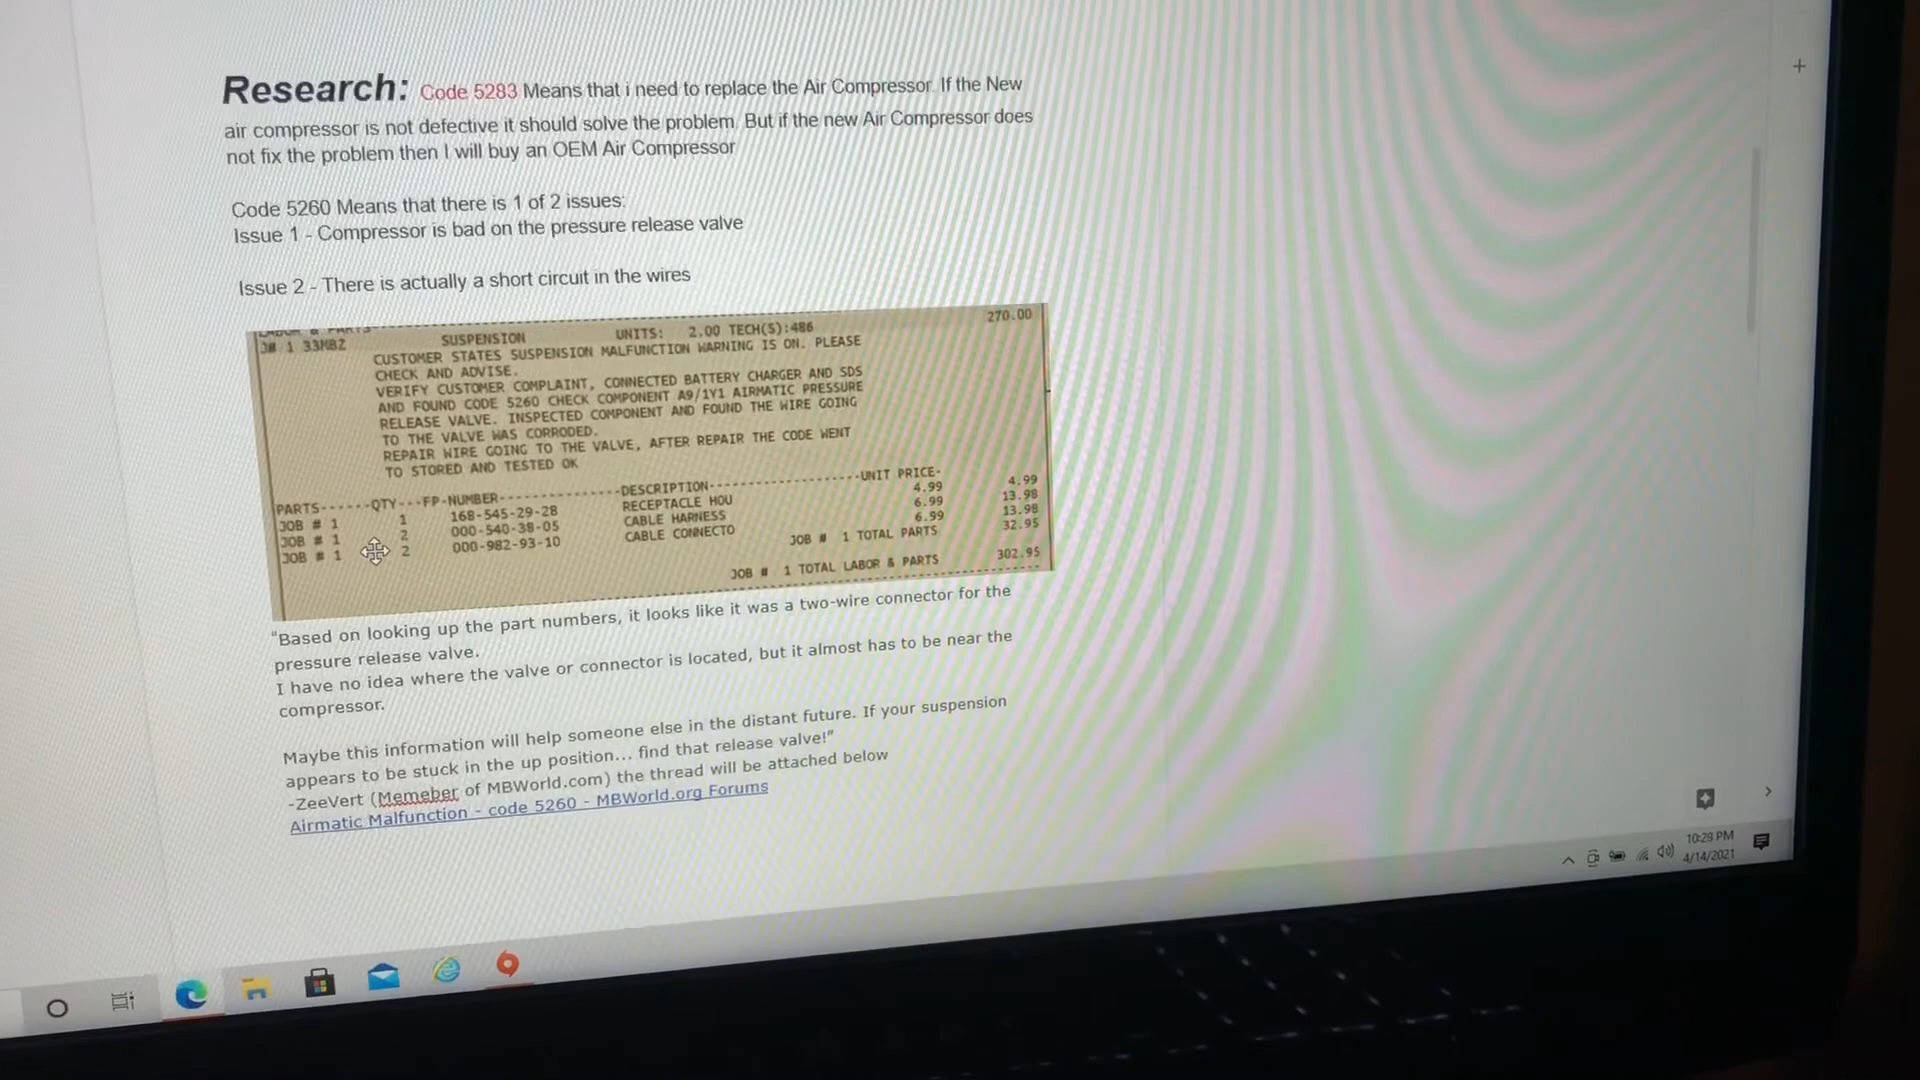 Research: Code 5283 Means that i need to replace the Air Compressor. If the New
air compressor is not defective it should solve the problem. But if the new Air Compressor does
not fix the problem then I will buy an OEM Air Compressor
Code 5260 Means that there is 1 of 2 issues:
Issue 1 - Compressor is bad on the pressure release valve
Issue 2 - There is actually a short circuit in the wires
J# 1 33MBZ SUSPENSION UNITS: 2.00 TECH(S):486 270.00
CUSTOMER STATES SUSPENSION MALFUNCTION WARNING IS ON. PLEASE
CHECK AND ADVISE.
VERIFY CUSTOMER COMPLAINT, CONNECTED BATTERY CHARGER AND SDS
AND FOUND CODE 5260 CHECK COMPONENT A9/1Y1 AIRMATIC PRESSURE
RELEASE VALVE. INSPECTED COMPONENT AND FOUND THE WIRE GOING
TO THE VALVE WAS CORRODED.
REPAIR WIRE GOING TO THE VALVE, AFTER REPAIR THE CODE WENT
TO STORED AND TESTED OK
PARTS------QTY---FP-NUMBER---------------DESCRIPTION--------------------UNIT PRICE-
JOB # 1 1 168-545-29-28 RECEPTACLE HOU 4.99 4.99
JOB # 1 2 000-540-38-05 CABLE HARNESS 6.99 13.98
JOB # 1 2 000-982-93-10 CABLE CONNECTO 6.99 13.98
JOB # 1 TOTAL PARTS 32.95
JOB # 1 TOTAL LABOR & PARTS 302.95
"Based on looking up the part numbers, it looks like it was a two-wire connector for the
pressure release valve.
I have no idea where the valve or connector is located, but it almost has to be near the
compressor.
Maybe this information will help someone else in the distant future. If your suspension
appears to be stuck in the up position... find that release valve!"
-ZeeVert (Memeber of MBWorld.com) the thread will be attached below
Airmatic Malfunction - code 5260 - MBWorld.org Forums
10:29 PM
4/14/2021